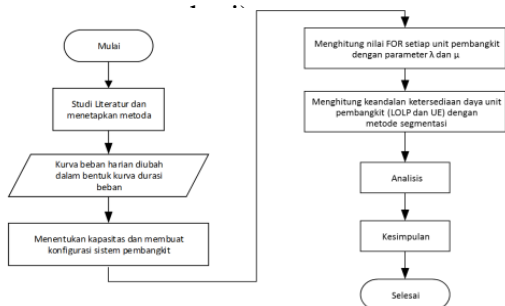 Mulai
Studi Literatur dan
menetapkan metoda
Kurva beban harian diubah
dalam bentuk kurva durasi
beban
Menentukan kapasitas dan membuat
konfigurasi sistem pembangkit
Menghitung nilai FOR setiap unit pembangkit
dengan parameter λ dan μ
Menghitung keandalan ketersediaan daya unit
pembangkit (LOLP dan UE) dengan
metode segmentasi
Analisis
Kesimpulan
Selesai